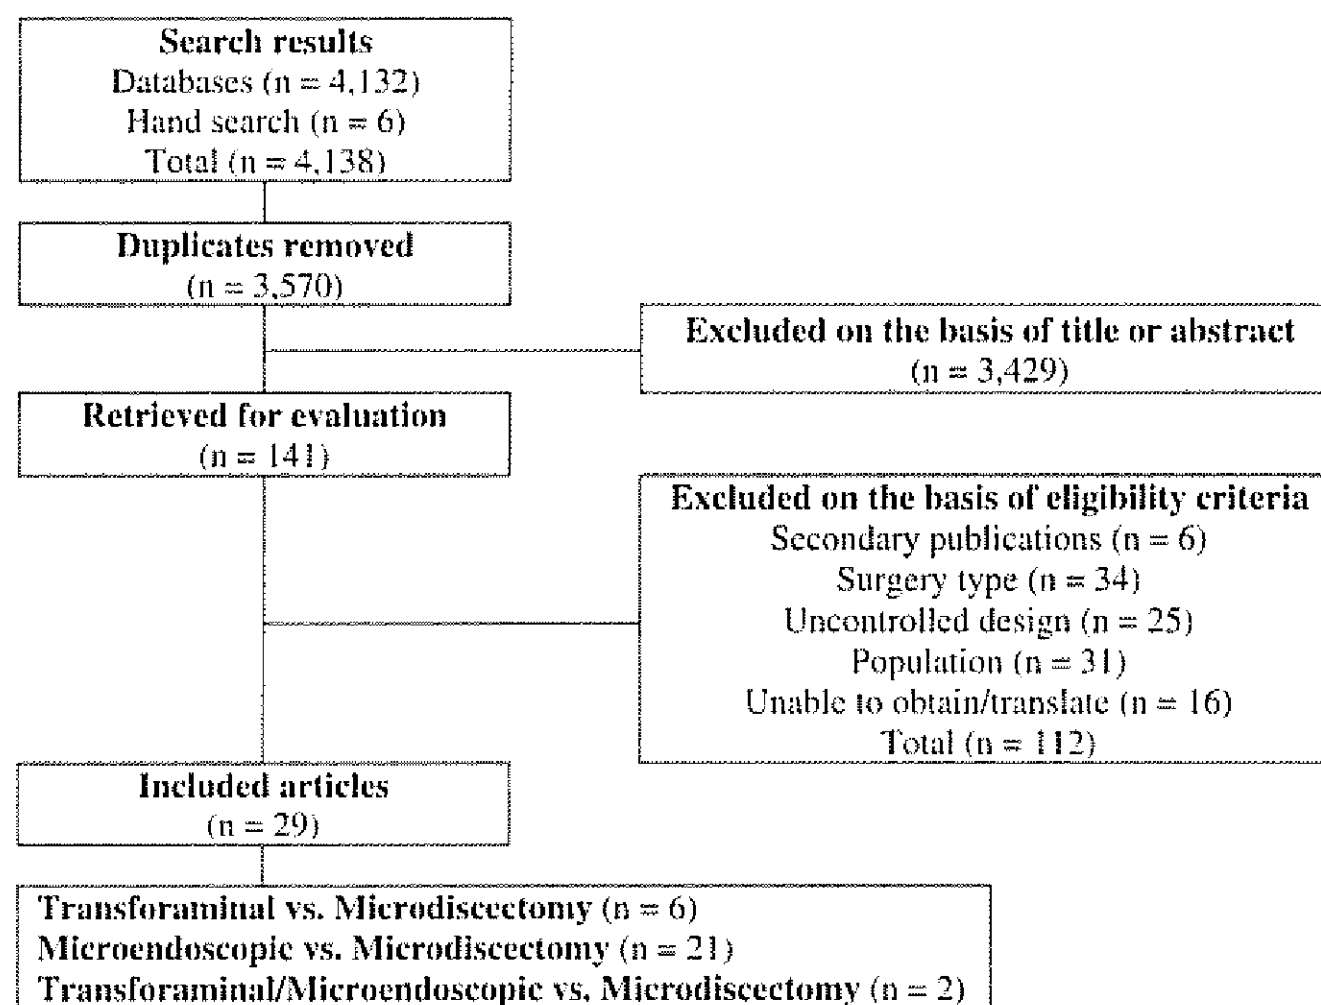 Search results
Databases (n = 4,132)
Hand search (n = 6)
Total (n = 4,138)
Duplicates removed
(n = 3,570)
Excluded on the basis of title or abstract
(n = 3,429)
Retrieved for evaluation
(n = 141)
Excluded on the basis of eligibility criteria
Secondary publications (n = 6)
Surgery type (n = 34)
Uncontrolled design (n = 25)
Population (n = 31)
Unable to obtain/translate (n = 16)
Total (n = 112)
Included articles
(n = 29)
Transforaminal vs. Microdiscectomy (n = 6)
Microendoscopic vs. Microdiscectomy (n = 21)
Transforaminal/Microendoscopic vs. Microdiscectomy (n = 2)